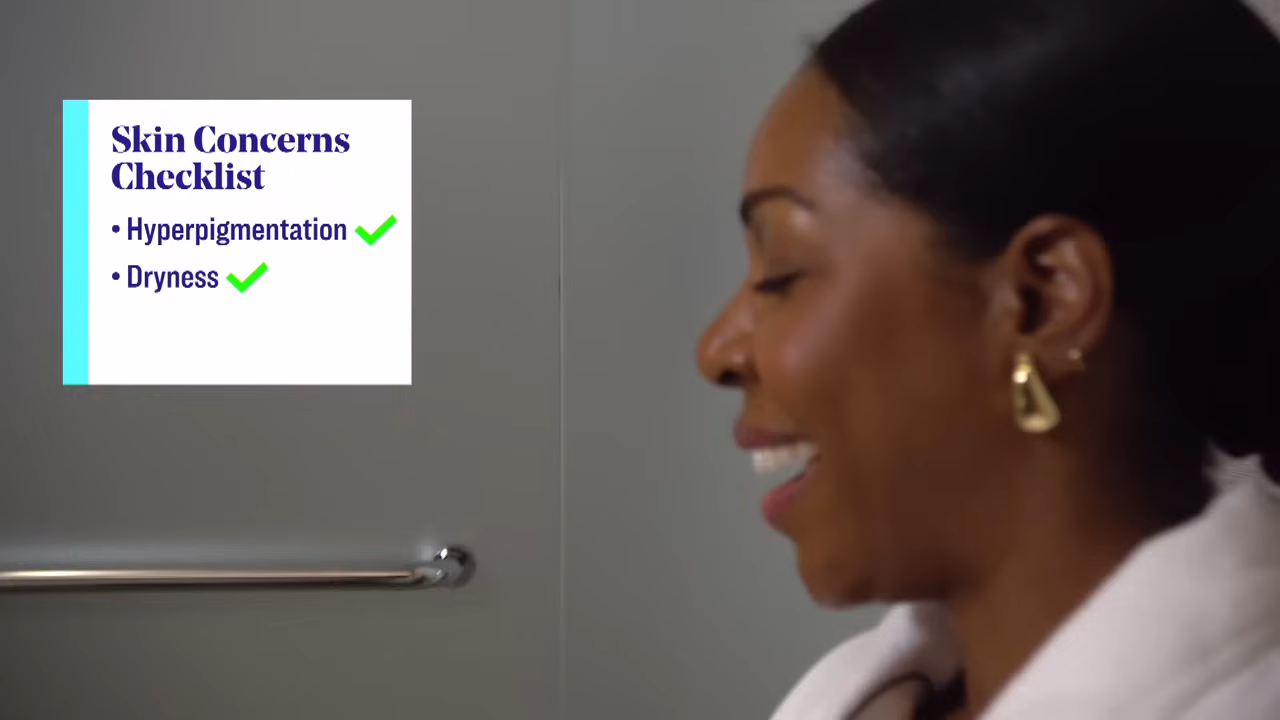 Skin Concerns
Checklist
• Hyperpigmentation ✓
• Dryness ✓